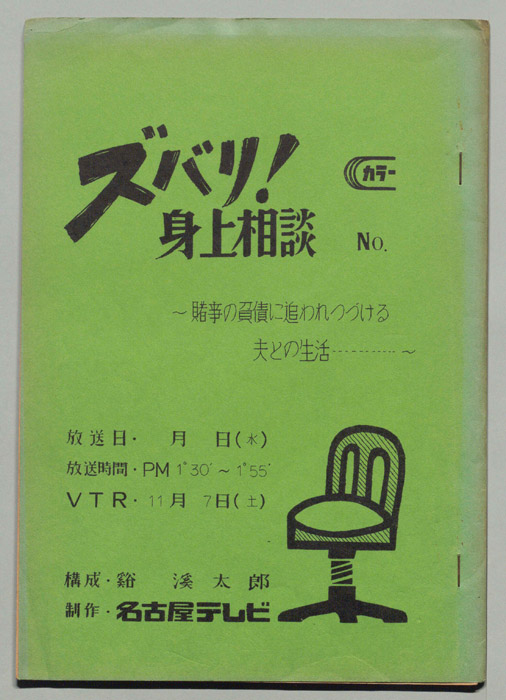 ズバリ!
カラー
身上相談 No.
～賭事の負債に追われつづける
夫との生活‥‥‥‥～
放送日・ 月 日(水)
放送時間・PM 1°30′～1°55′
VTR・11月 7日(土)
構成・谿 渓太郎
制作・名古屋テレビ